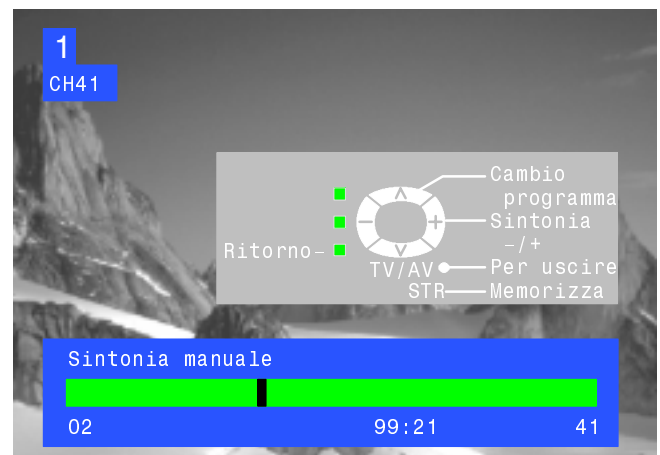 1
CH41
Cambio
programma
Sintonia
-/+
Ritorno-
TV/AV
Per uscire
STR
Memorizza
Sintonia manuale
02 99:21 41